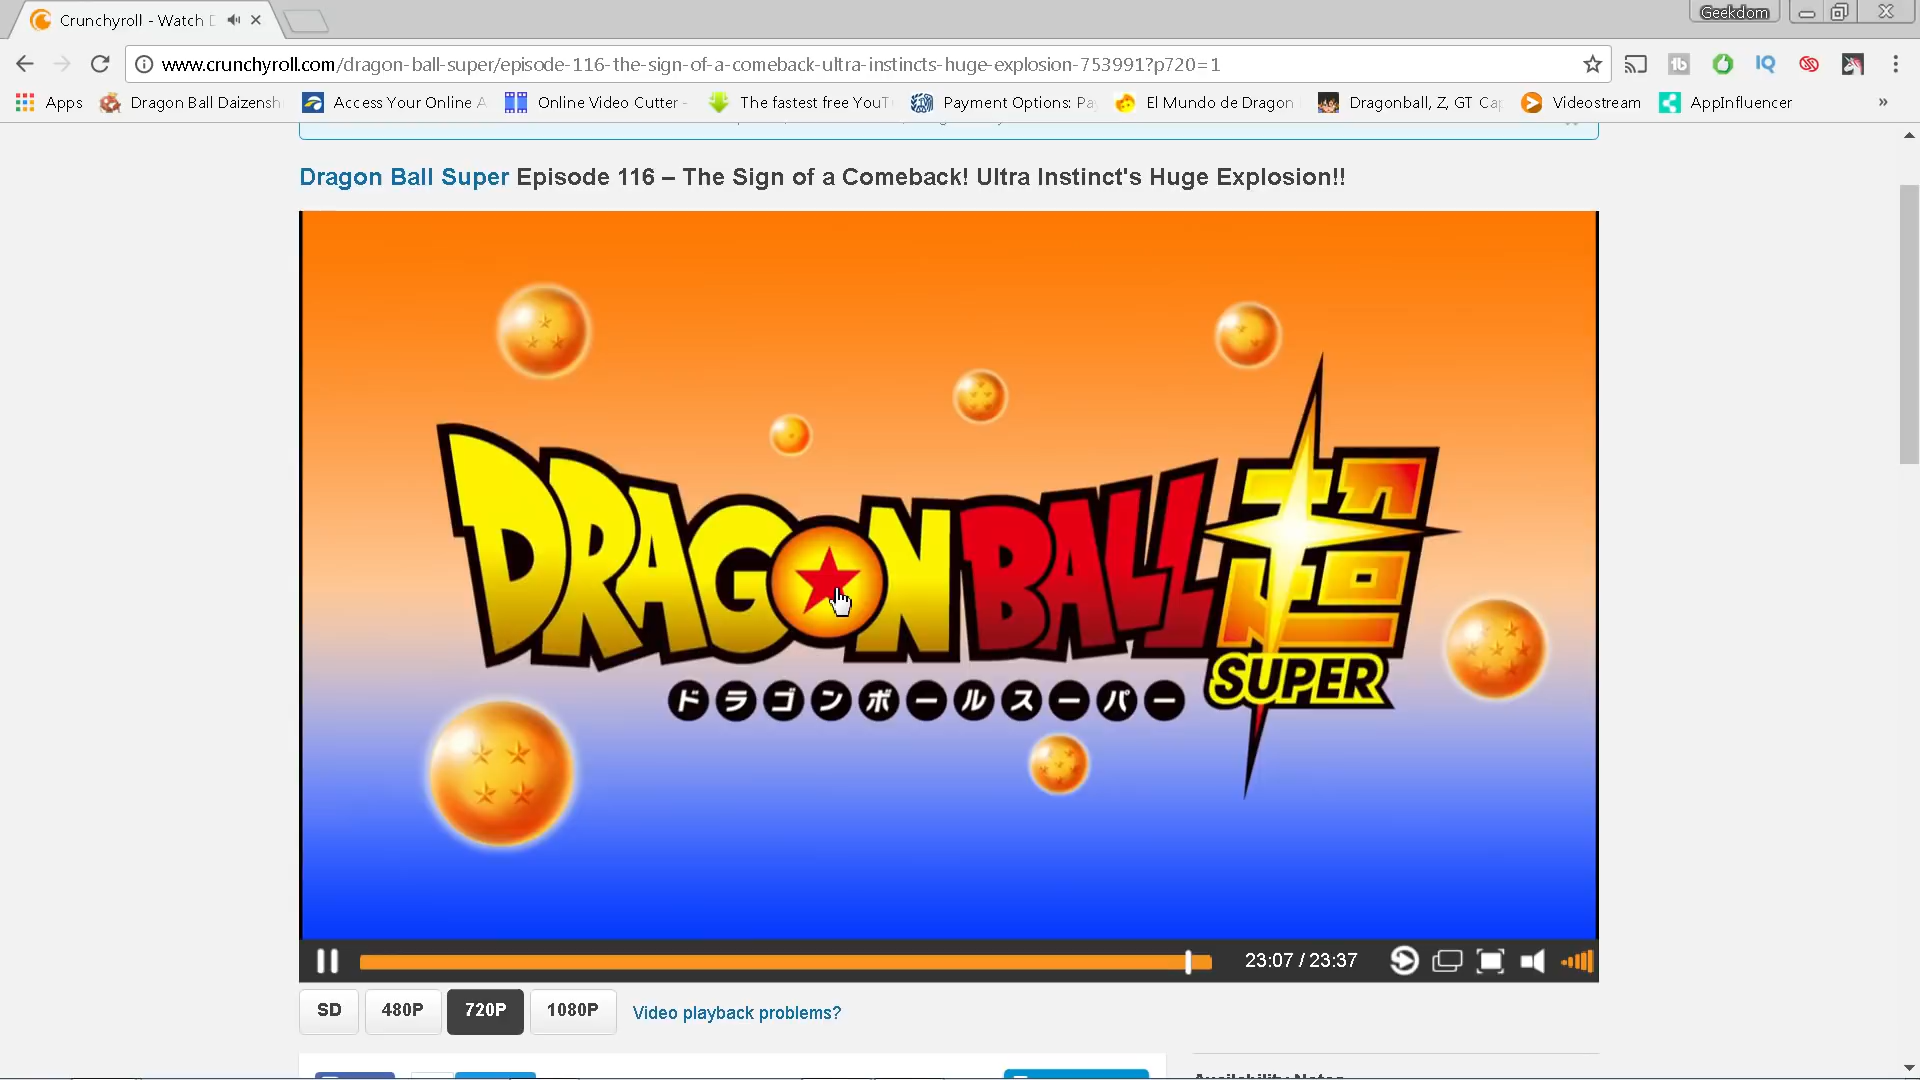 Crunchyroll - Watch D
Geekdom
www.crunchyroll.com/dragon-ball-super/episode-116-the-sign-of-a-comeback-ultra-instincts-huge-explosion-753991?p720=1
Apps Dragon Ball Daizensh Access Your Online A Online Video Cutter - The fastest free YouT Payment Options: Pa El Mundo de Dragon Dragonball, Z, GT Ca Videostream AppInfluencer »
Dragon Ball Super Episode 116 – The Sign of a Comeback! Ultra Instinct's Huge Explosion!!
DRAGON BALL 超
SUPER
ドラゴンボールスーパー
23:07 / 23:37
SD 480P 720P 1080P Video playback problems?
Availability Notes